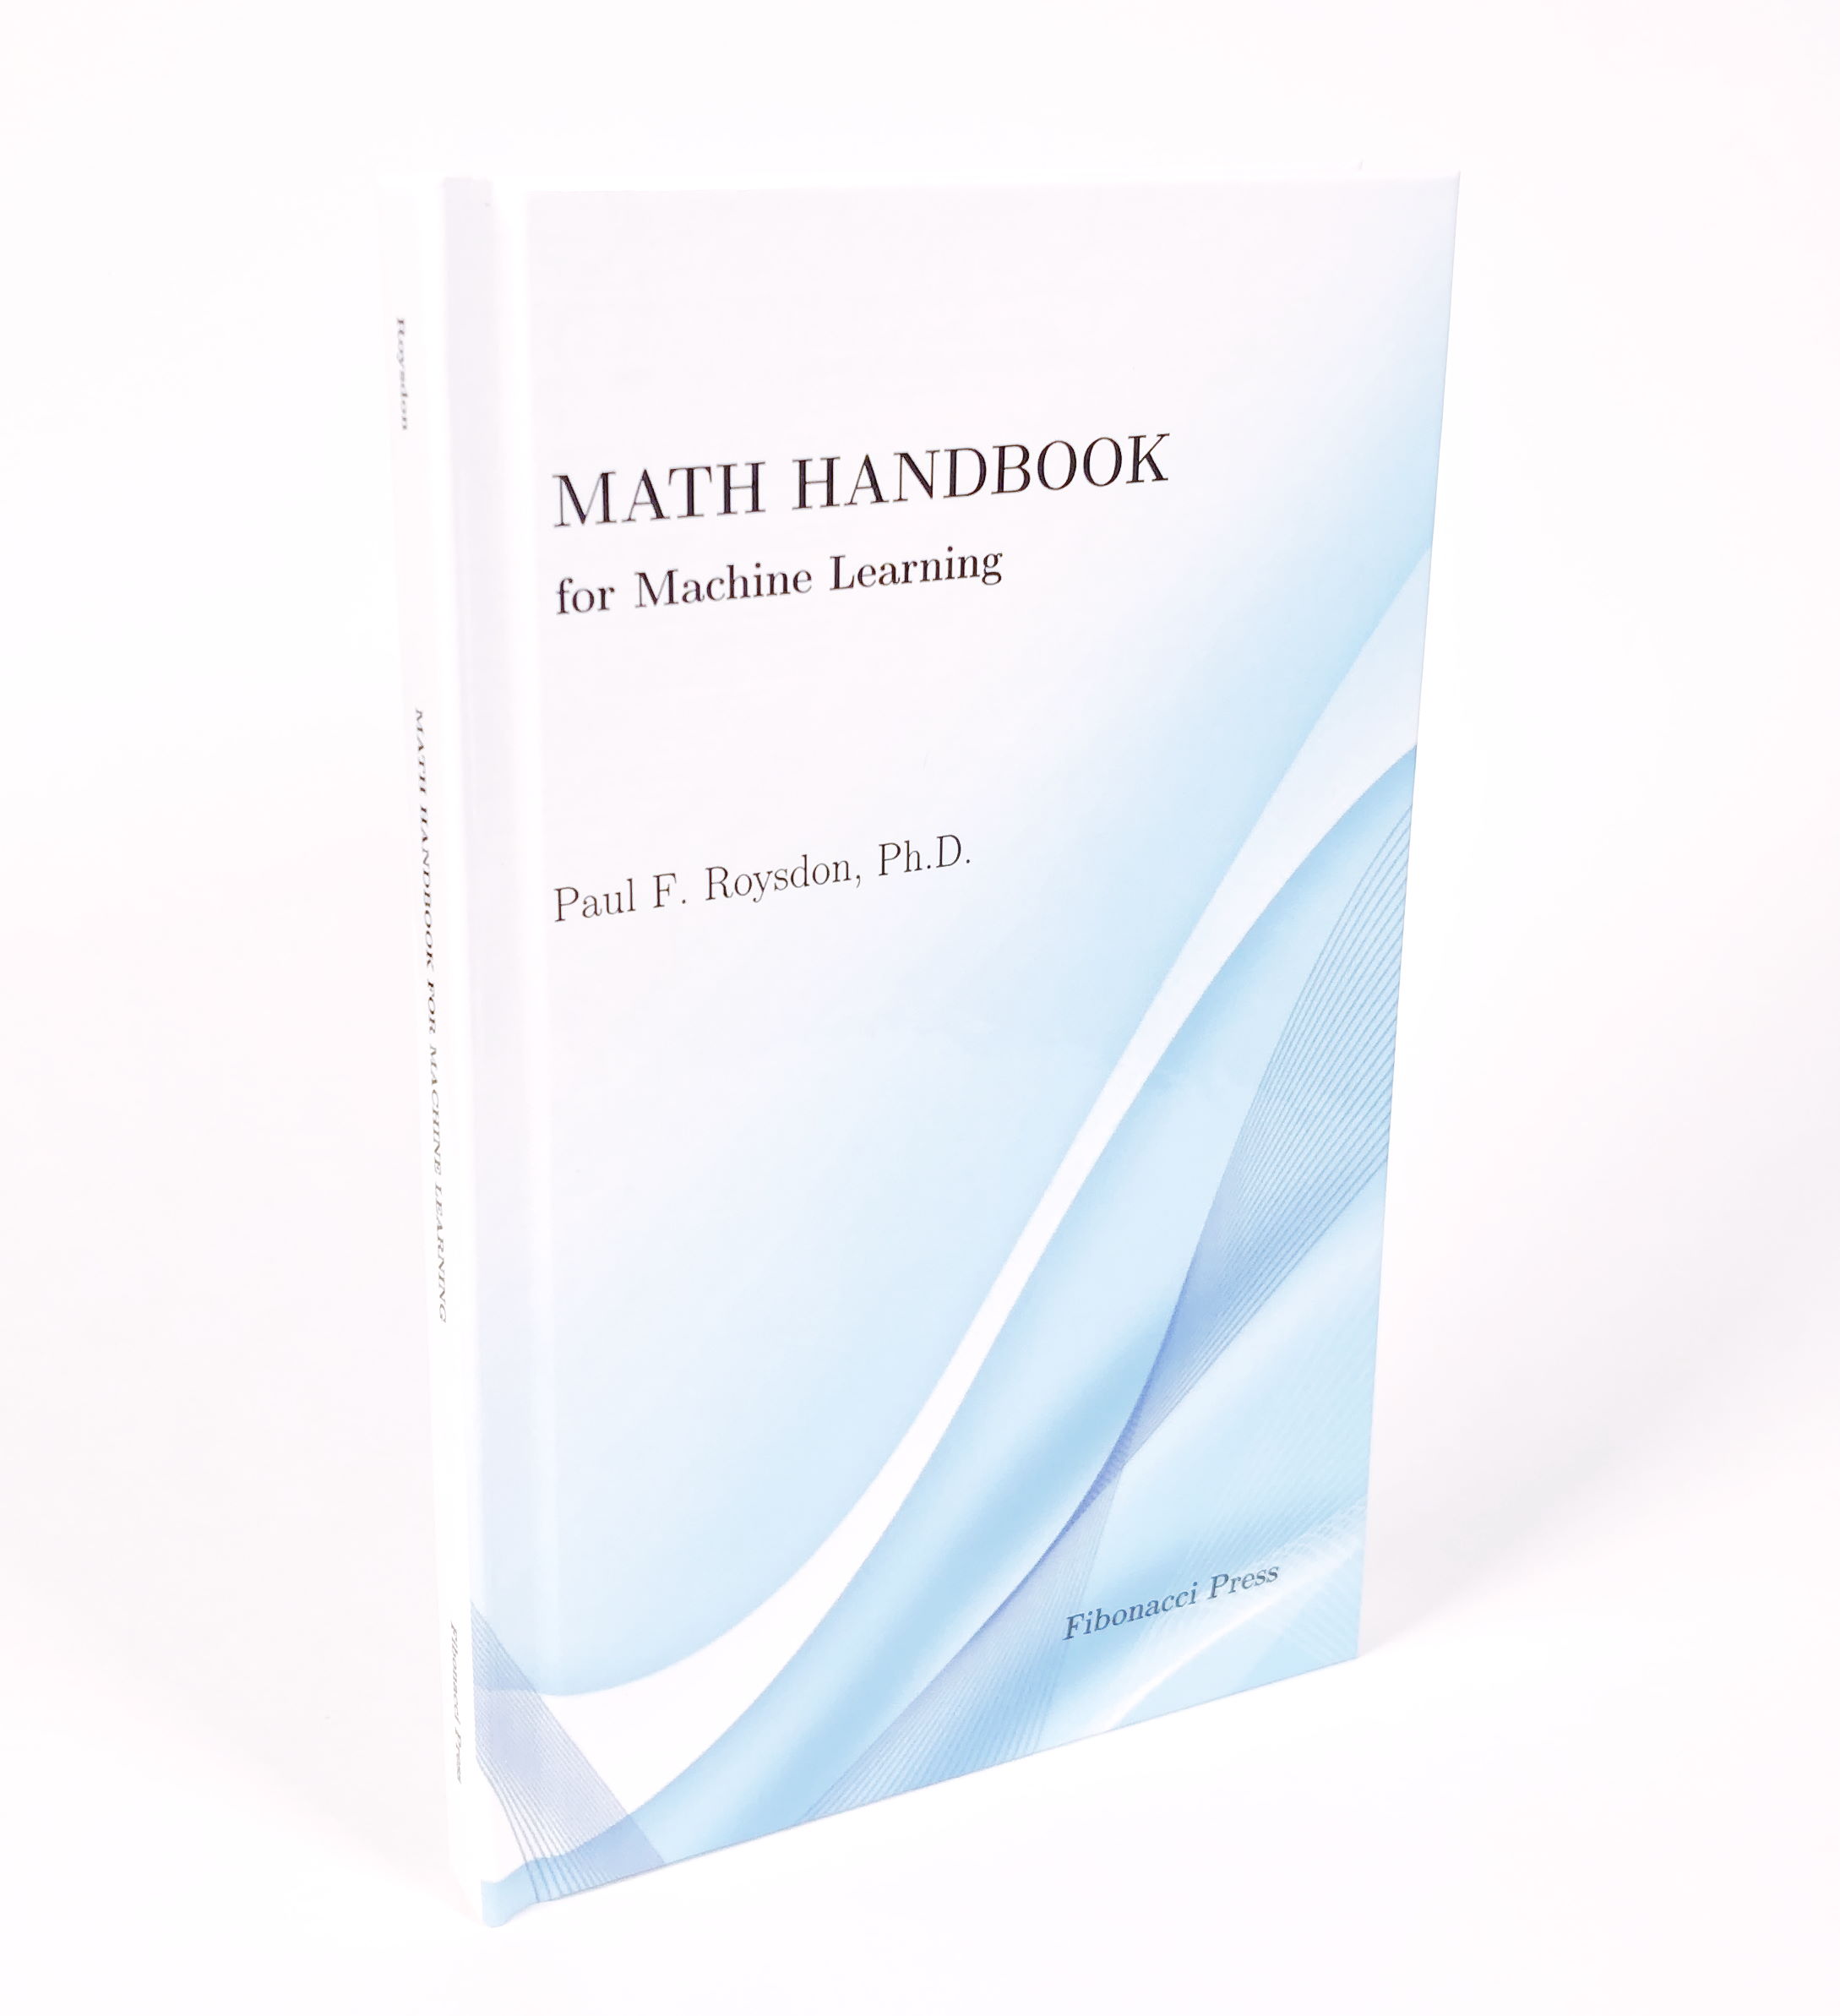 MATH HANDBOOK
for Machine Learning
Paul F. Roysdon, Ph.D.
Fibonacci Press
Roysdon
MATH HANDBOOK FOR MACHINE LEARNING
Fibonacci Press